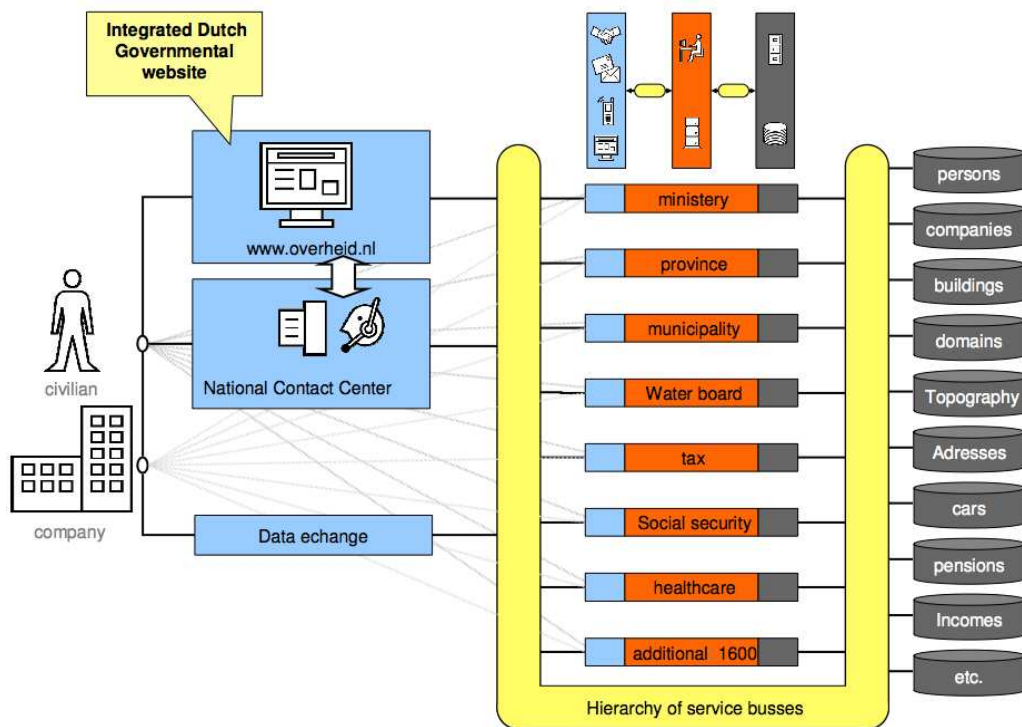 Integrated Dutch
Governmental
website
www.overheid.nl
National Contact Center
civilian
company
Data echange
ministery
province
municipality
Water board
tax
Social security
healthcare
additional 1600
Hierarchy of service busses
persons
companies
buildings
domains
Topography
Adresses
cars
pensions
Incomes
etc.